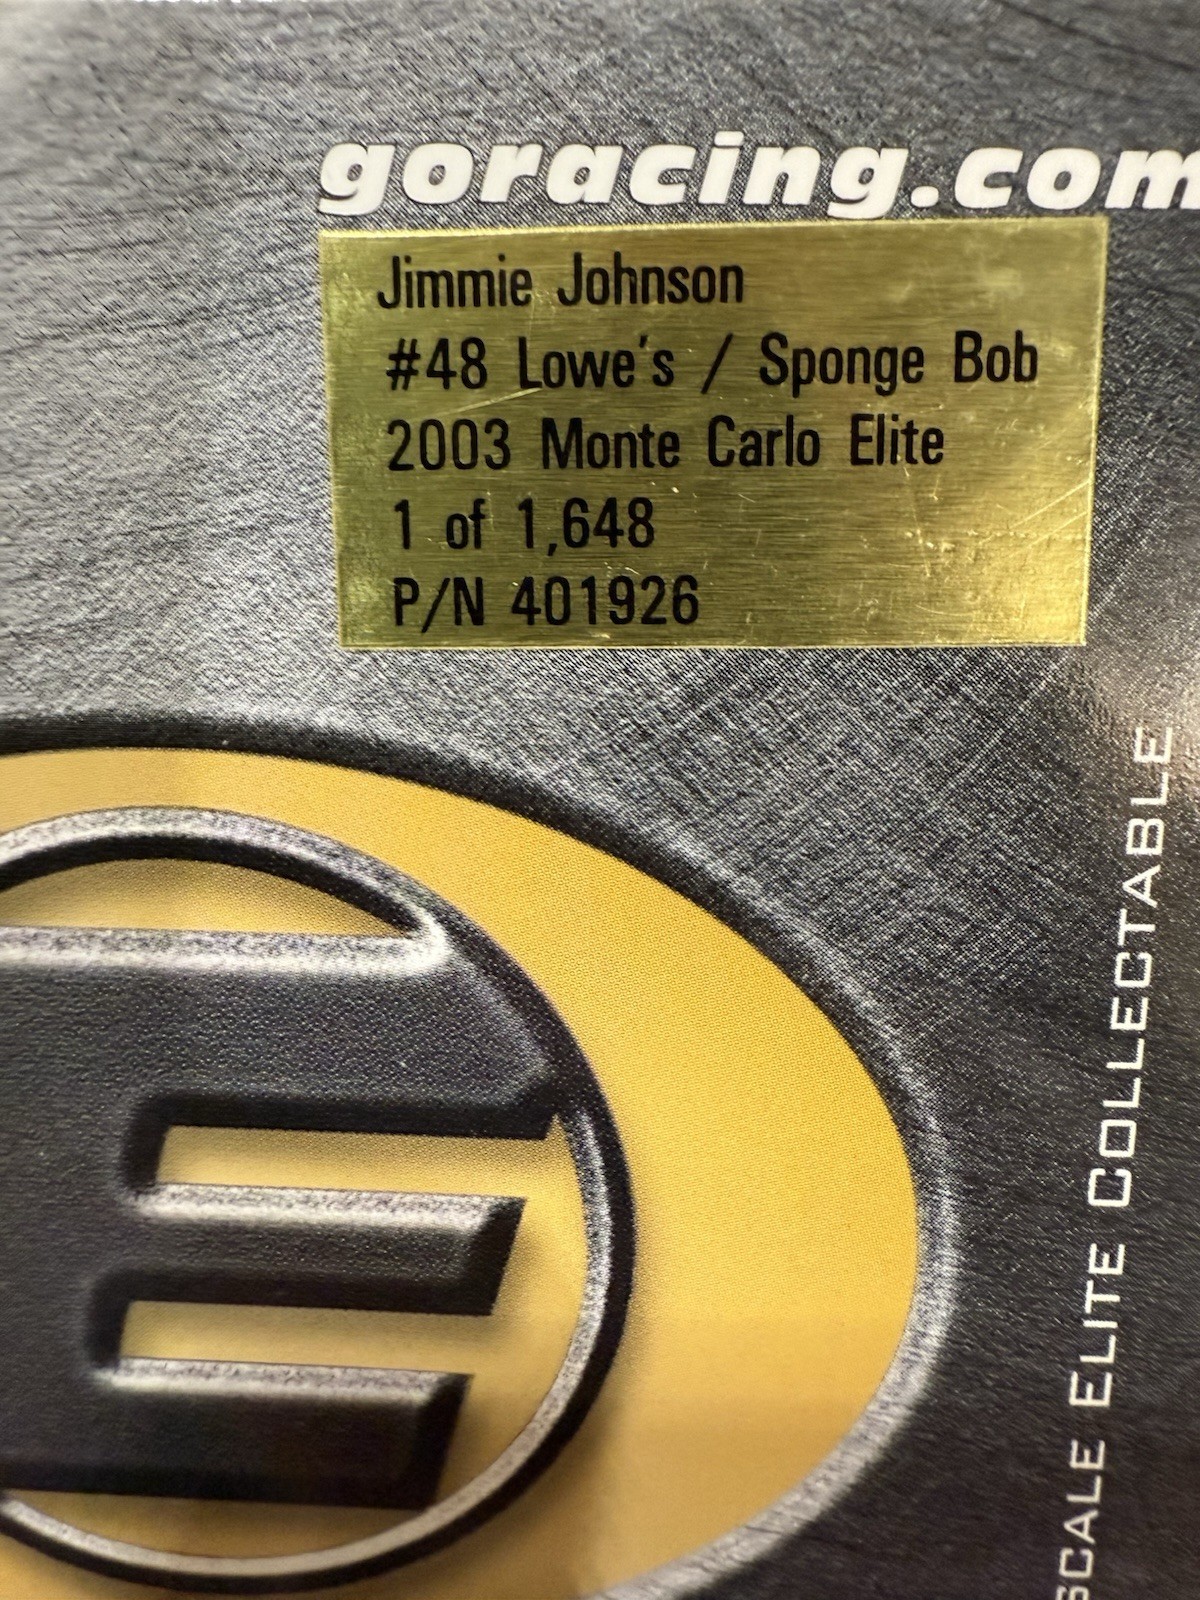 goracing.com
Jimmie Johnson
#48 Lowe's / Sponge Bob
2003 Monte Carlo Elite
1 of 1,648
P/N 401926
E
SCALE ELITE COLLECTABLE